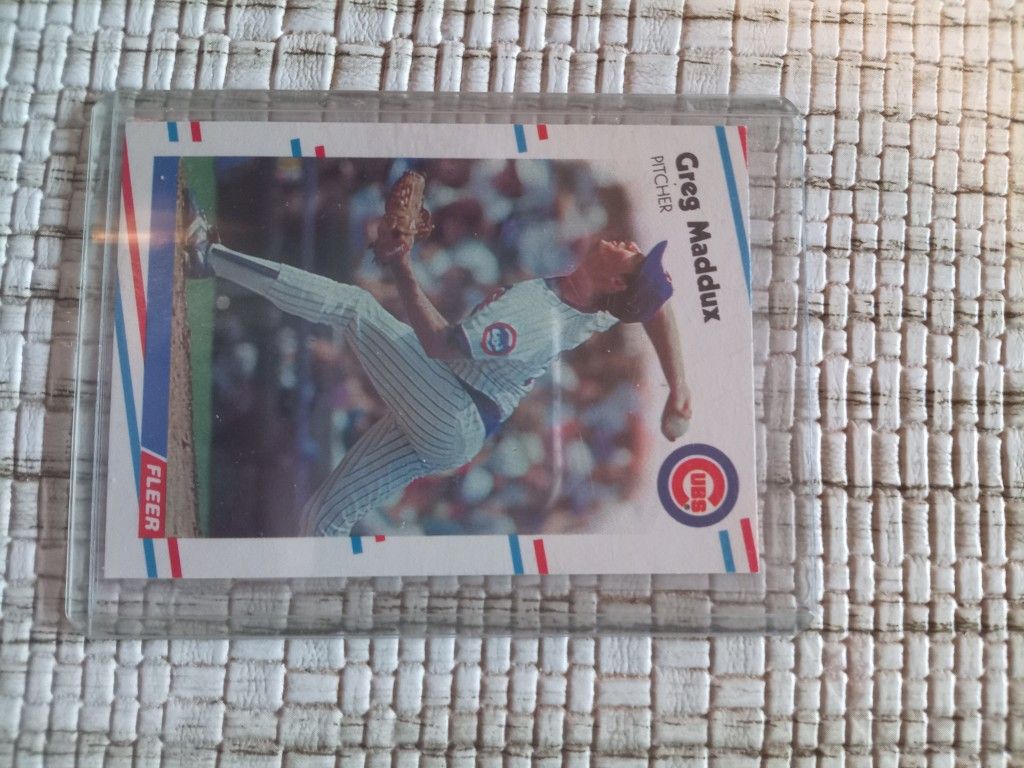 Greg Maddux
PITCHER
CUBS
FLEER